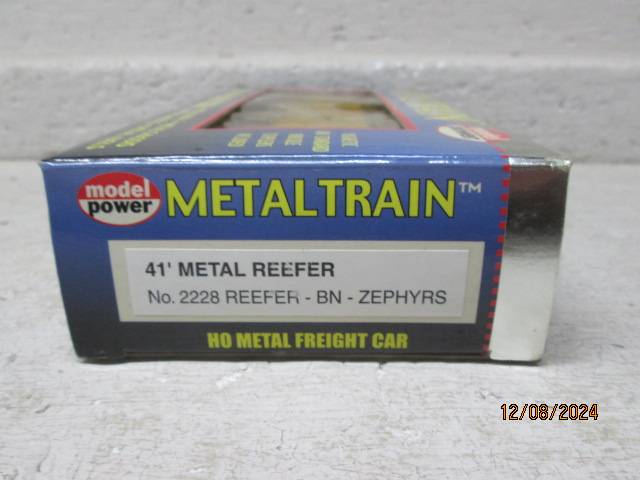 model
power
METALTRAIN™
41' METAL REEFER
No. 2228 REEFER - BN - ZEPHYRS
HO METAL FREIGHT CAR
12/08/2024